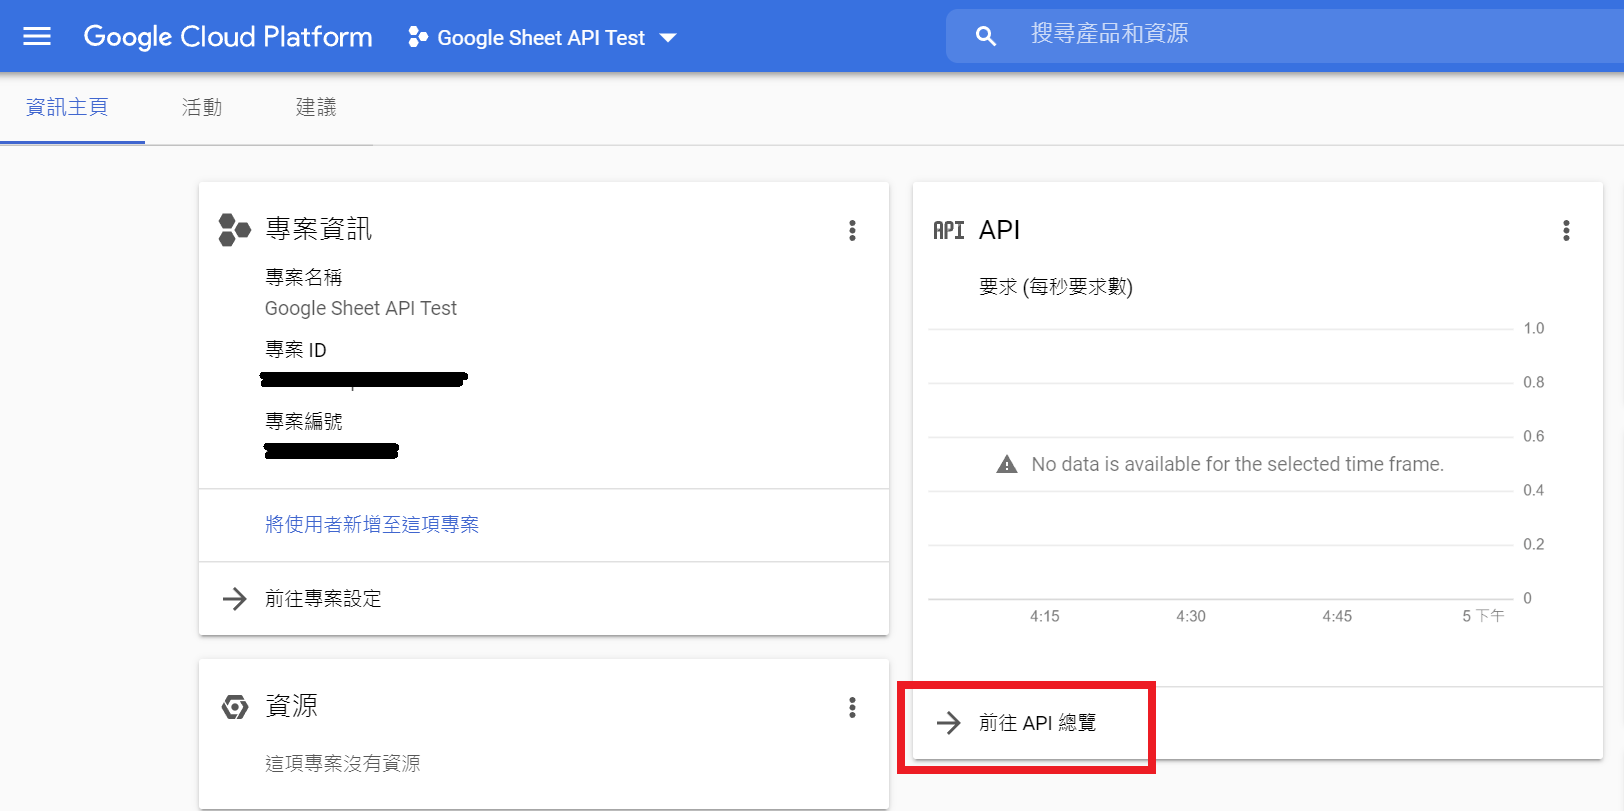 Google Cloud Platform
Google Sheet API Test
搜尋產品和資源
資訊主頁
活動
建議
專案資訊
專案名稱
Google Sheet API Test
專案 ID
專案編號
將使用者新增至這項專案
前往專案設定
資源
這項專案沒有資源
API API
要求 (每秒要求數)
1.0
0.8
0.6
No data is available for the selected time frame.
0.4
0.2
0
4:15
4:30
4:45
5 下午
前往 API 總覽